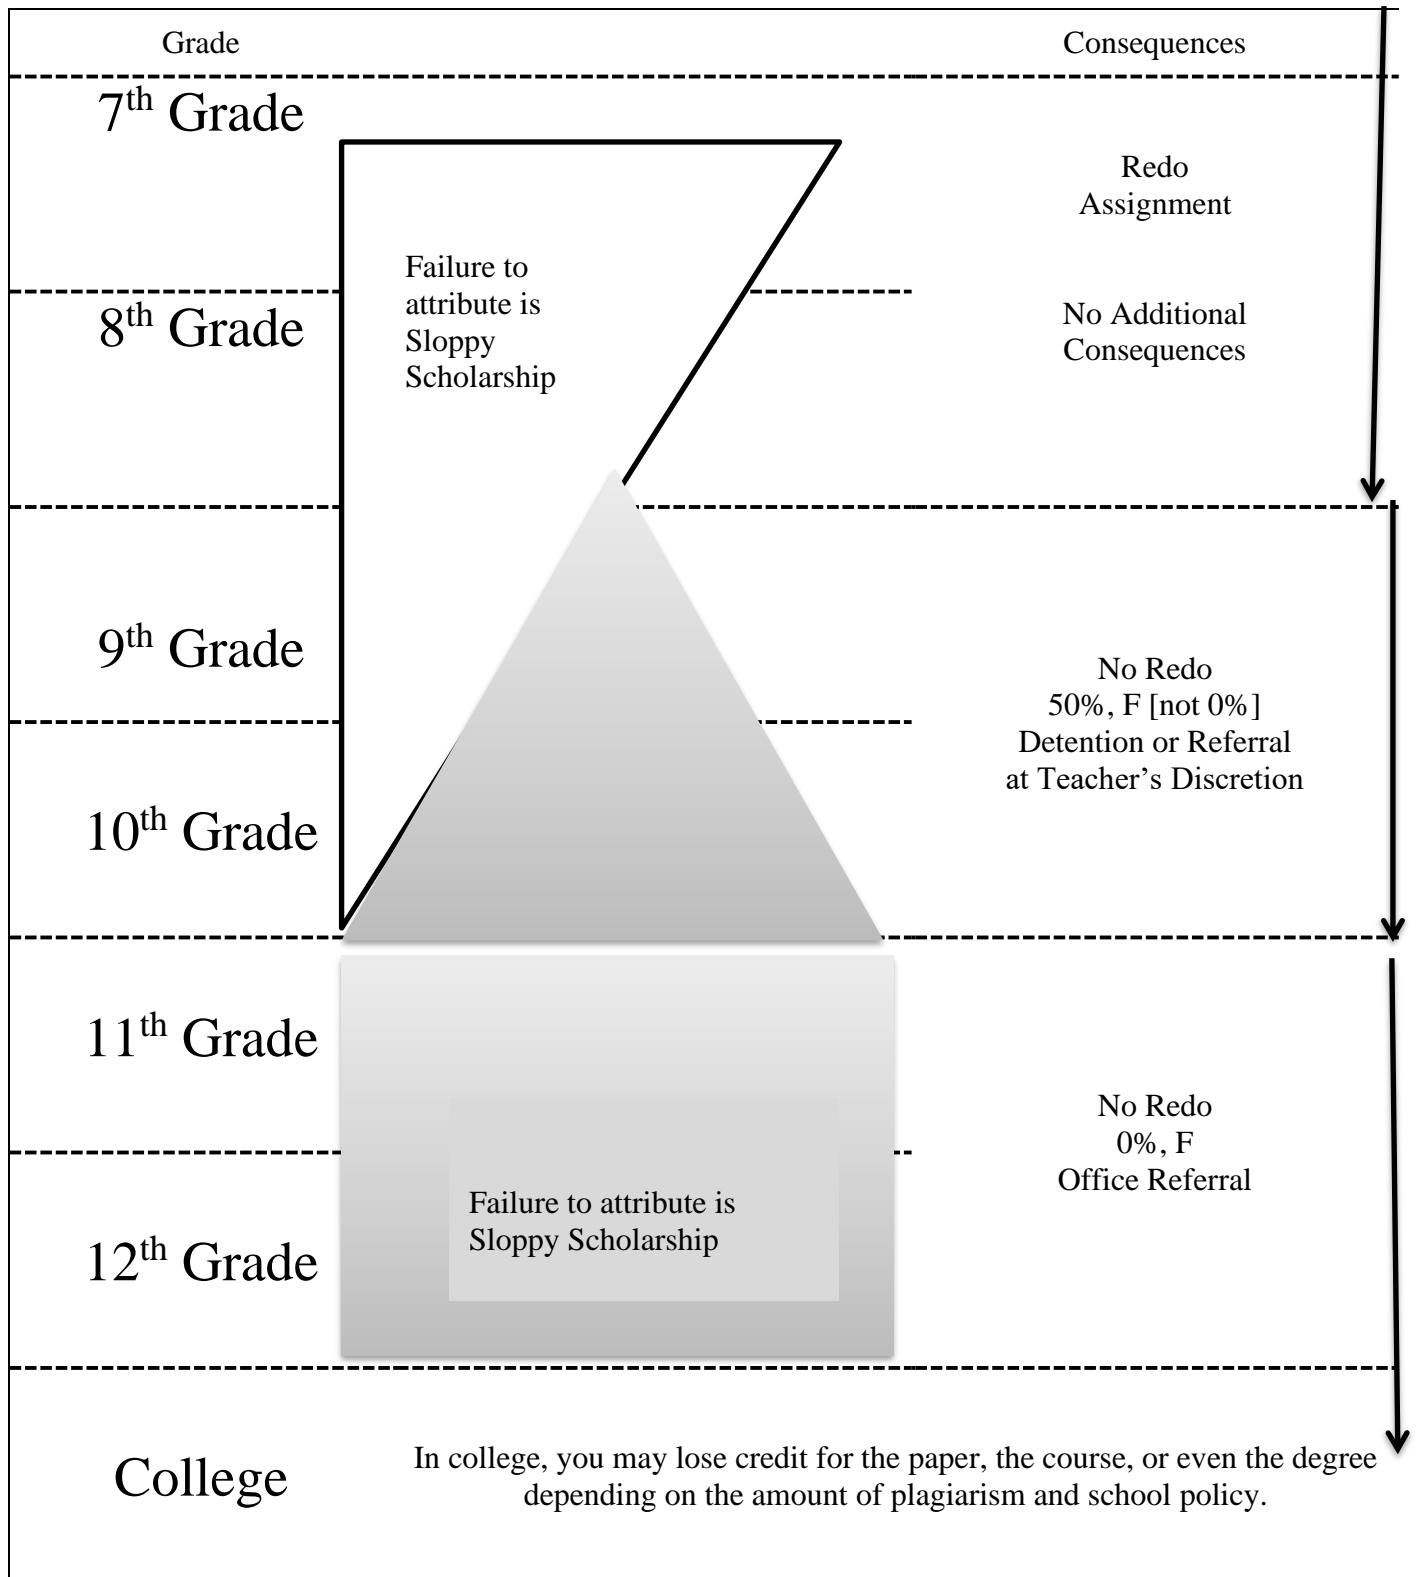 Grade
Consequences
7th Grade
Redo
Assignment
Failure to
attribute is
Sloppy
Scholarship
8th Grade
No Additional
Consequences
9th Grade
No Redo
50%, F [not 0%]
Detention or Referral
at Teacher’s Discretion
10th Grade
11th Grade
No Redo
0%, F
Office Referral
Failure to attribute is
Sloppy Scholarship
12th Grade
College
In college, you may lose credit for the paper, the course, or even the degree
depending on the amount of plagiarism and school policy.